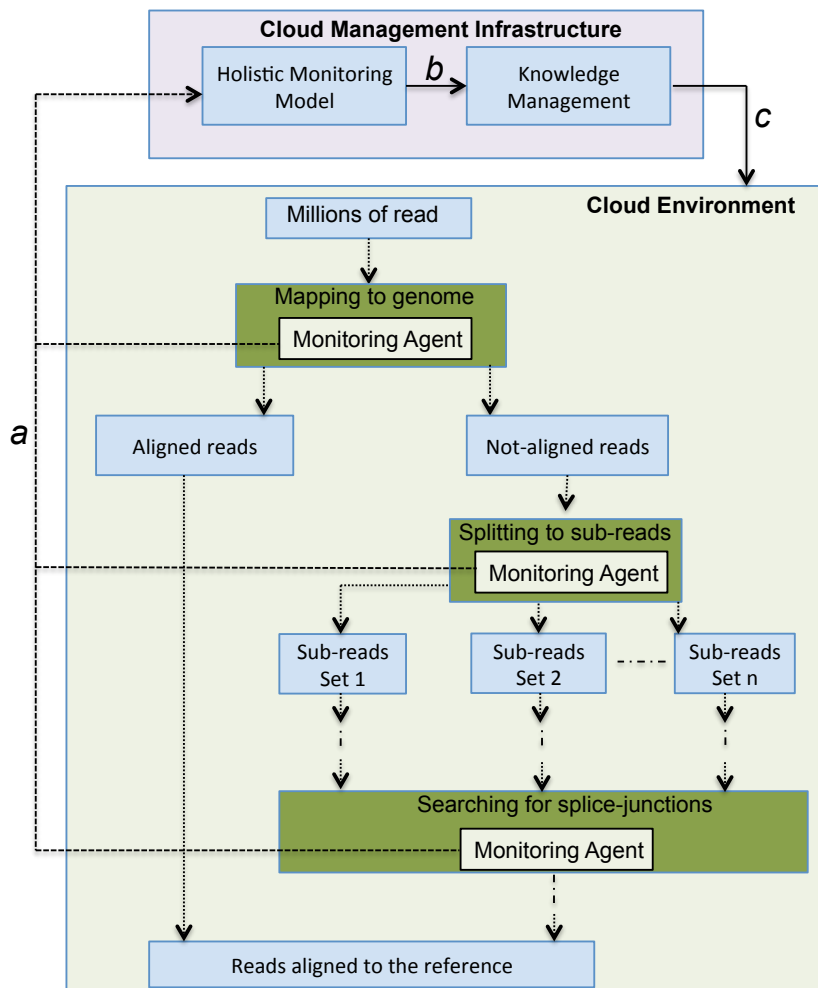 Cloud Management Infrastructure
Holistic Monitoring
Model
b
Knowledge
Management
c
Cloud Environment
Millions of read
Mapping to genome
Monitoring Agent
a
Aligned reads
Not-aligned reads
Splitting to sub-reads
Monitoring Agent
Sub-reads
Set 1
Sub-reads
Set 2
Sub-reads
Set n
Searching for splice-junctions
Monitoring Agent
Reads aligned to the reference